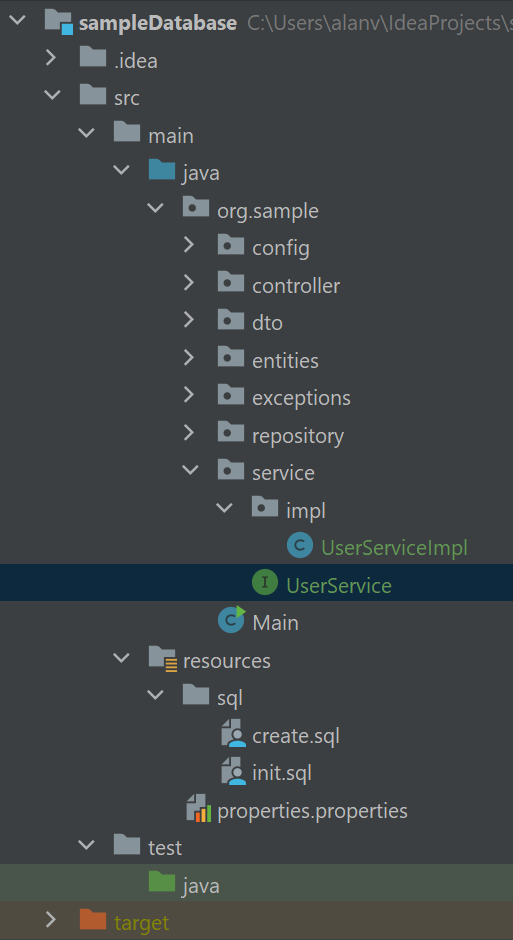 sampleDatabase C:\Users\alanv\IdeaProjects\s
.idea
src
main
java
org.sample
config
controller
dto
entities
exceptions
repository
service
impl
C UserServiceImpl
I UserService
C Main
resources
sql
create.sql
init.sql
properties.properties
test
java
target